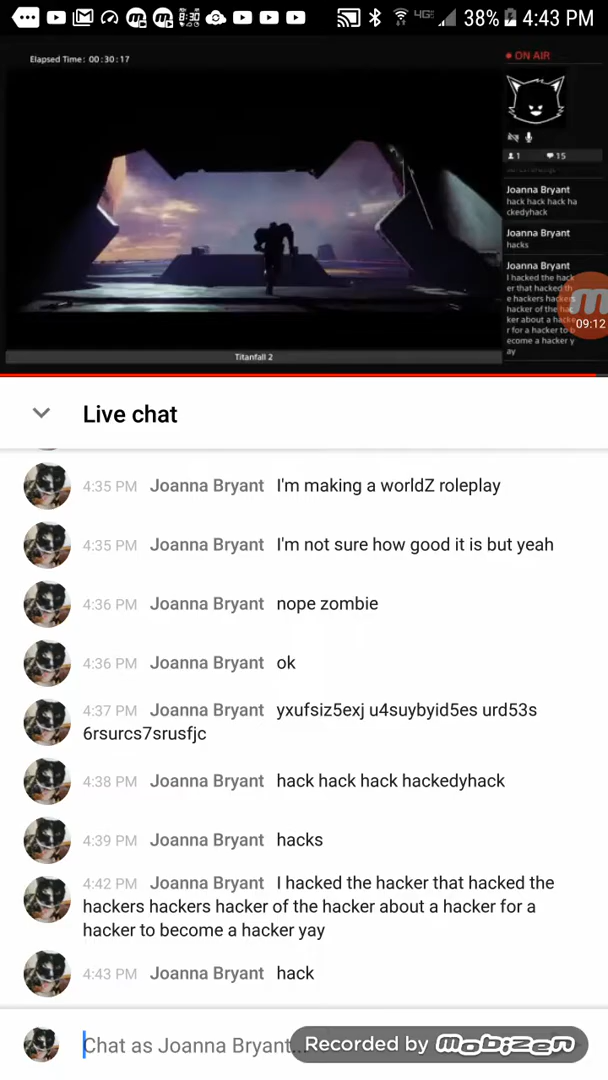 8:30 4G 38% 4:43 PM
Elapsed Time: 00:30:17
ON AIR
1 15
Joanna Bryant
hack hack hack ha
ckedyhack
Joanna Bryant
hacks
Joanna Bryant
I hacked the hack
er that hacked th
e hackers hackers
hacker of the hac
ker about a hacke
r for a hacker to b
ecome a hacker y
ay
09:12
Titanfall 2
Live chat
4:35 PM Joanna Bryant I'm making a worldZ roleplay
4:35 PM Joanna Bryant I'm not sure how good it is but yeah
4:36 PM Joanna Bryant nope zombie
4:36 PM Joanna Bryant ok
4:37 PM Joanna Bryant yxufsiz5exj u4suybyid5es urd53s
6rsurcs7srusfjc
4:38 PM Joanna Bryant hack hack hack hackedyhack
4:39 PM Joanna Bryant hacks
4:42 PM Joanna Bryant I hacked the hacker that hacked the
hackers hackers hacker of the hacker about a hacker for a
hacker to become a hacker yay
4:43 PM Joanna Bryant hack
Chat as Joanna Bryant...
Recorded by mobizen